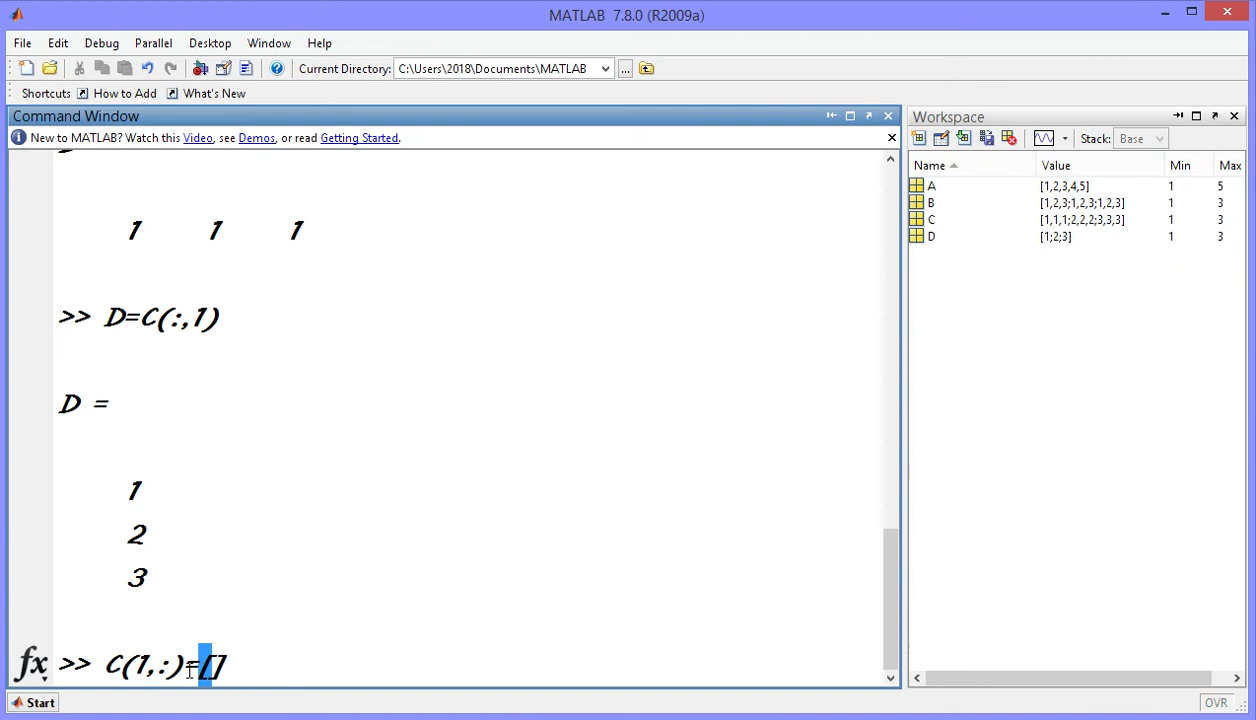 MATLAB 7.8.0 (R2009a)
File Edit Debug Parallel Desktop Window Help
Current Directory: C:\Users\2018\Documents\MATLAB ...
Shortcuts How to Add What's New
Command Window
New to MATLAB? Watch this Video, see Demos, or read Getting Started.
1 1 1
>> D=C(:,1)
D =
1
2
3
fx >> C(1,:)=[]
Workspace
Stack: Base
Name Value Min Max
A [1,2,3,4,5] 1 5
B [1,2,3;1,2,3;1,2,3] 1 3
C [1,1,1;2,2,2;3,3,3] 1 3
D [1;2;3] 1 3
Start OVR